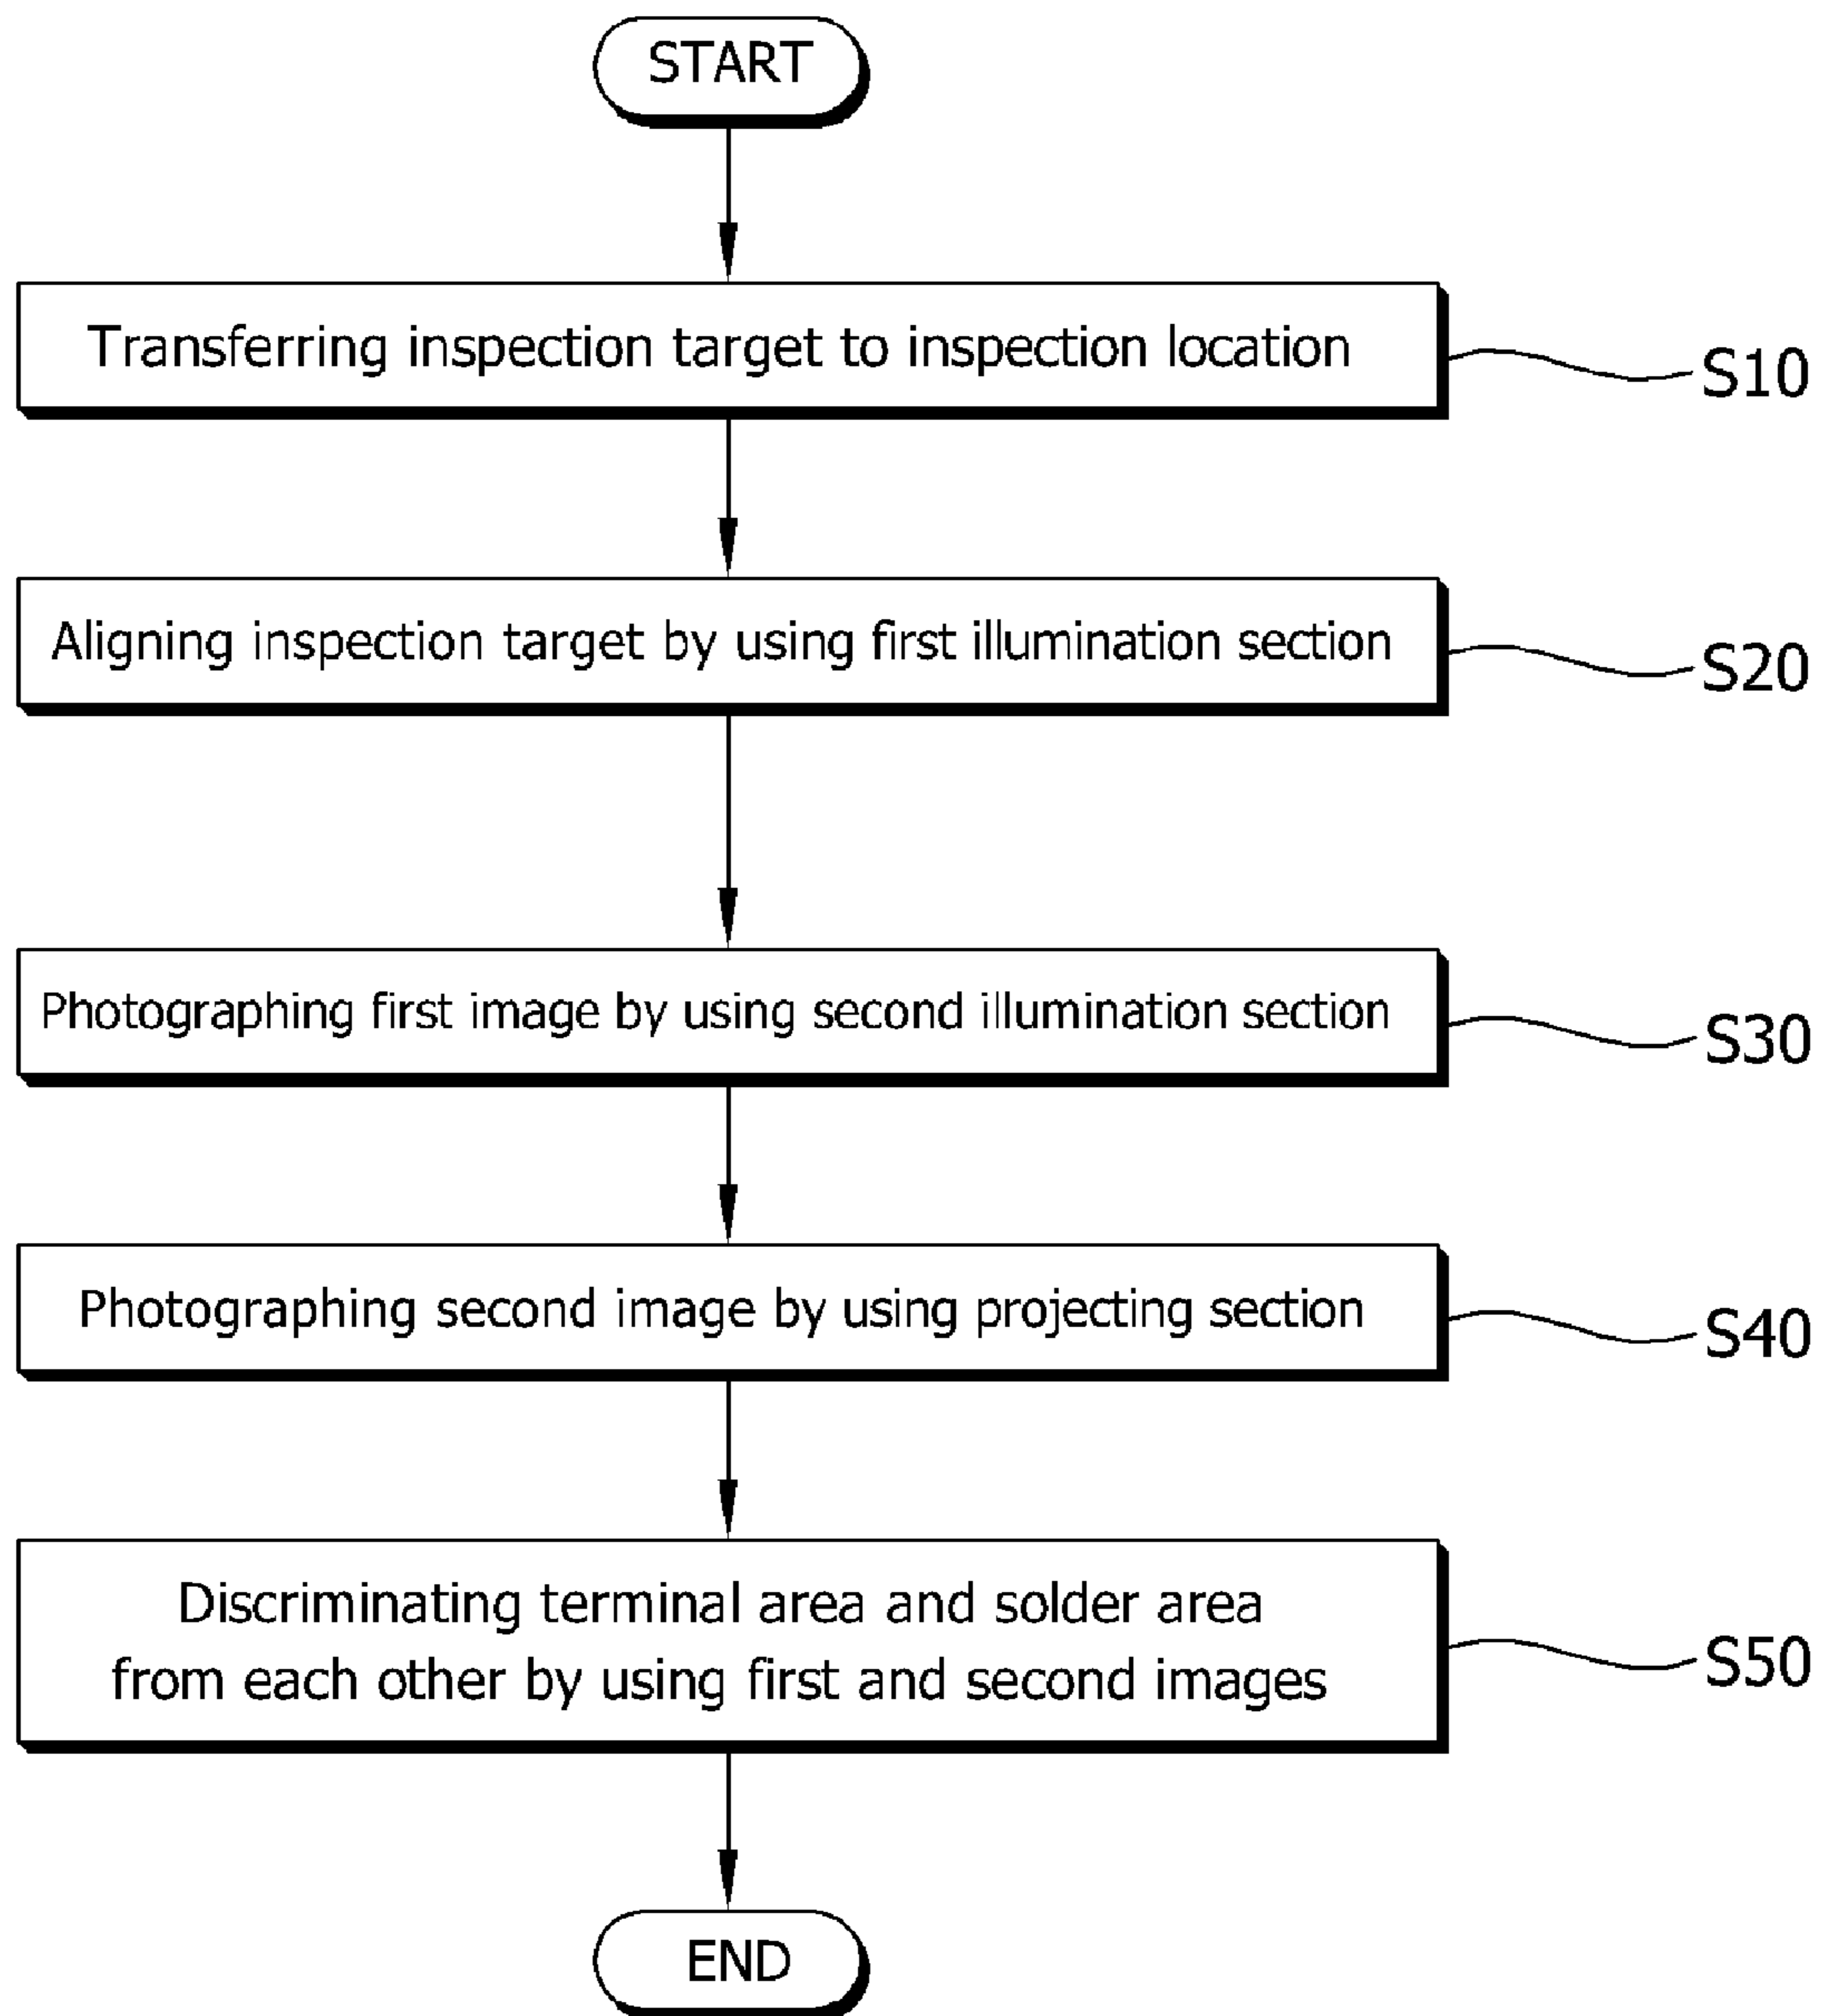 START
Transferring inspection target to inspection location
S10
Aligning inspection target by using first illumination section
S20
Photographing first image by using second illumination section
S30
Photographing second image by using projecting section
S40
Discriminating terminal area and solder area
from each other by using first and second images
S50
END